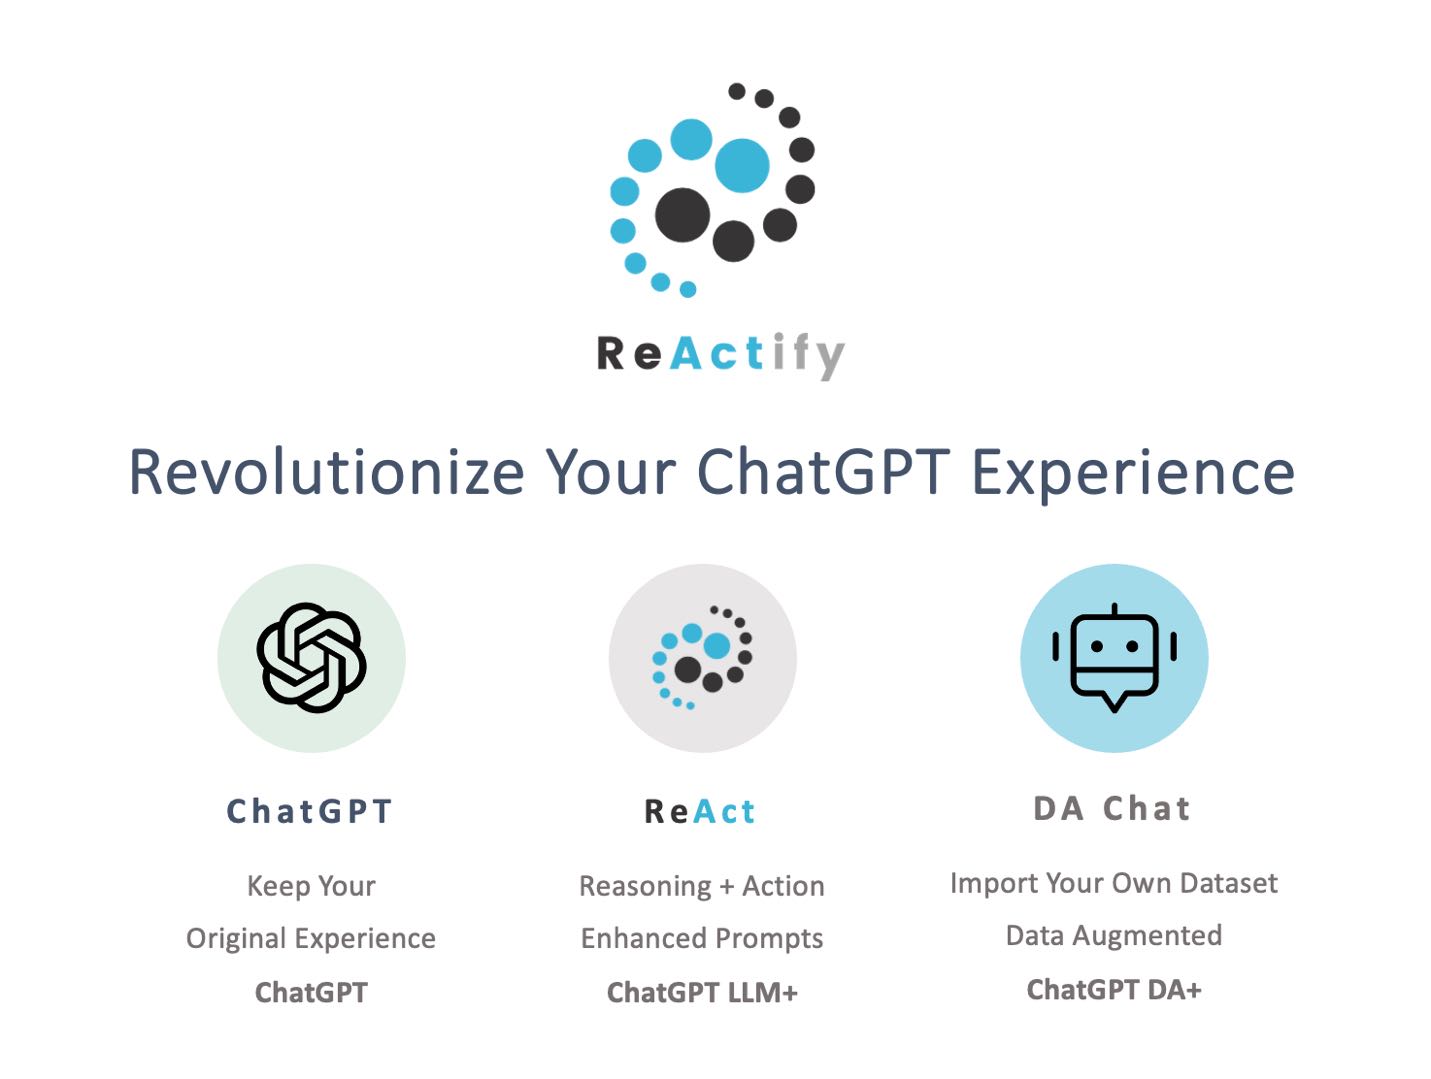 ReActify
Revolutionize Your ChatGPT Experience
ChatGPT
Keep Your
Original Experience
ChatGPT
ReAct
Reasoning + Action
Enhanced Prompts
ChatGPT LLM+
DA Chat
Import Your Own Dataset
Data Augmented
ChatGPT DA+